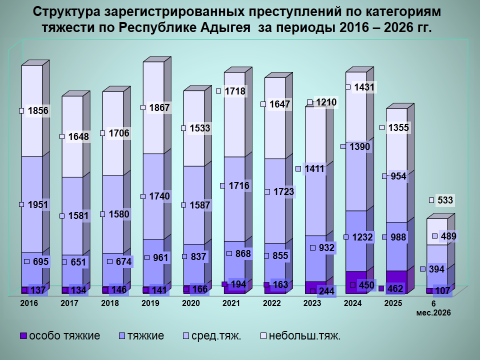 Структура зарегистрированных преступлений по категориям
тяжести по Республике Адыгея за периоды 2016 – 2026 гг.
1856 1648 1706 1867 1533 1718 1647 1210 1431 1355 533
1951 1581 1580 1740 1587 1716 1723 1411 1390 954 489
695 651 674 961 837 868 855 932 1232 988 394
137 134 146 141 166 194 163 244 450 462 107
2016 2017 2018 2019 2020 2021 2022 2023 2024 2025 6
мес.2026
особо тяжкие тяжкие сред.тяж. небольш.тяж.